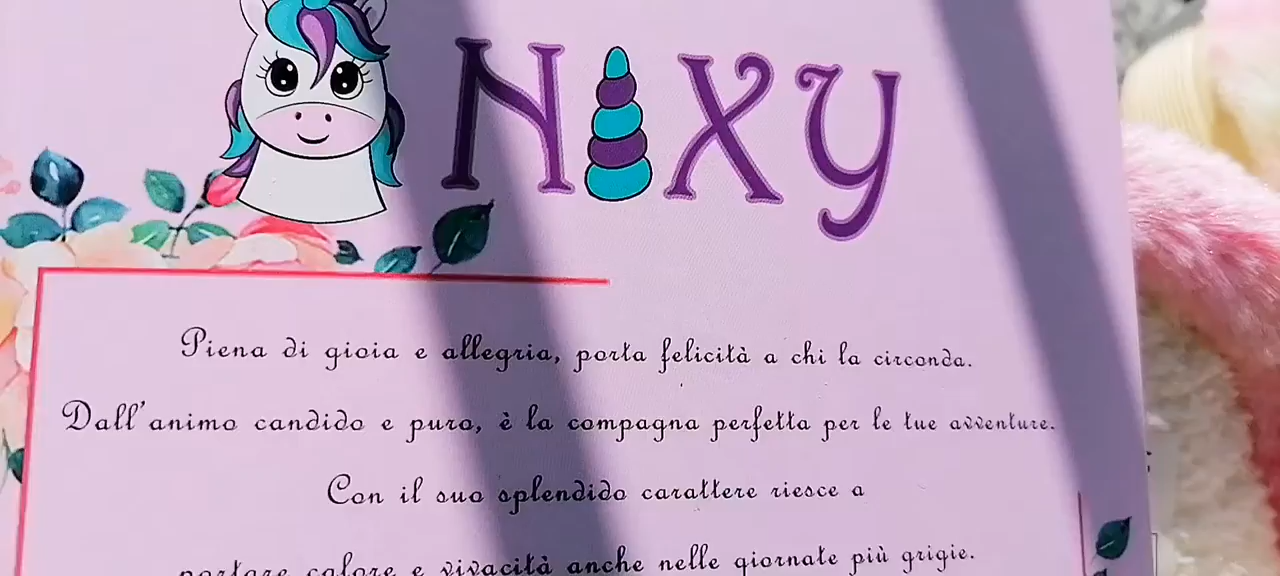 NIXY
Piena di gioia e allegria, porta felicità a chi la circonda.
Dall'animo candido e puro, è la compagna perfetta per le tue avventure.
Con il suo splendido carattere riesce a
portare calore e vivacità anche nelle giornate più grigie.